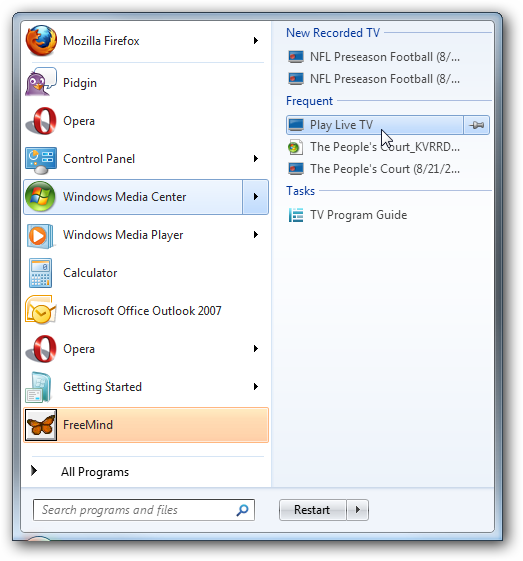 Mozilla Firefox
Pidgin
Opera
Control Panel
Windows Media Center
Windows Media Player
Calculator
Microsoft Office Outlook 2007
Opera
Getting Started
FreeMind
All Programs
Search programs and files
Restart
New Recorded TV
NFL Preseason Football (8/...
NFL Preseason Football (8/...
Frequent
Play Live TV
The People's Court_KVRRD...
The People's Court (8/21/2...
Tasks
TV Program Guide